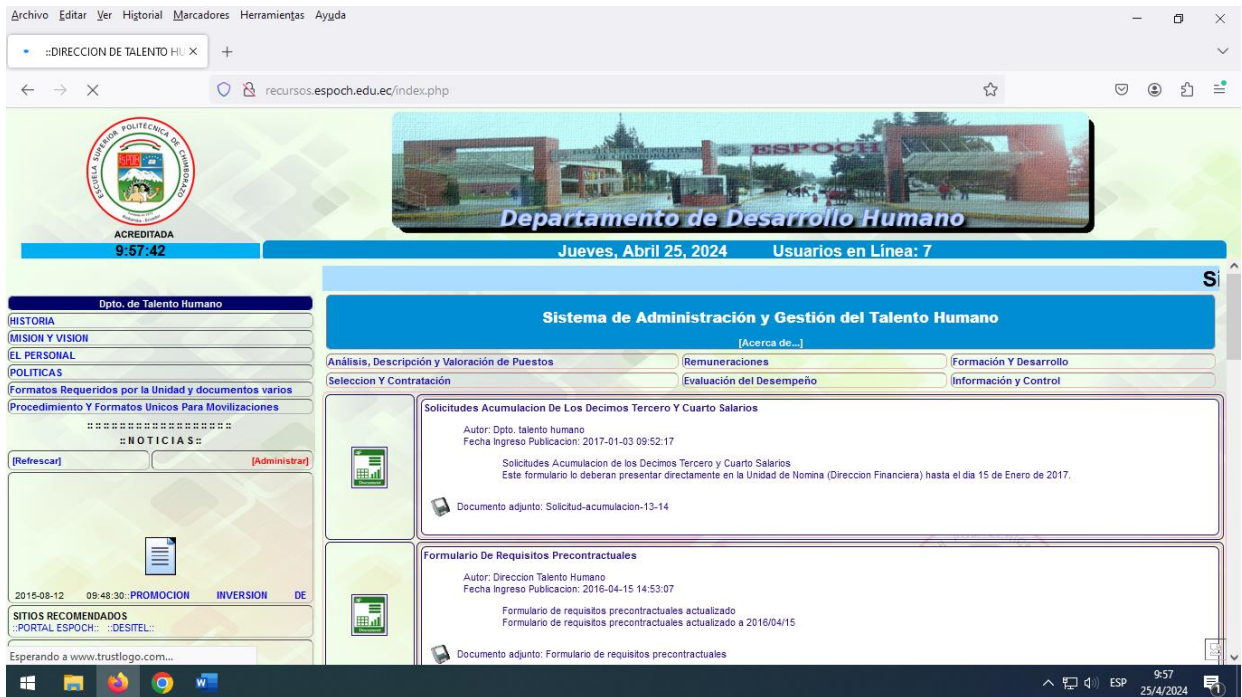 Archivo Editar Ver Historial Marcadores Herramientas Ayuda
::DIRECCION DE TALENTO HU
recursos.espoch.edu.ec/index.php
ESCUELA SUPERIOR POLITECNICA DE CHIMBORAZO
ESPOCH
Riobamba - Ecuador
ACREDITADA
9:57:42
ESPOCH
Departamento de Desarrollo Humano
Jueves, Abril 25, 2024 Usuarios en Línea: 7
Si
Dpto. de Talento Humano
HISTORIA
MISION Y VISION
EL PERSONAL
POLITICAS
Formatos Requeridos por la Unidad y documentos varios
Procedimiento Y Formatos Unicos Para Movilizaciones
:: N O T I C I A S ::
[Refrescar] [Administrar]
2015-08-12 09:48:30::PROMOCION INVERSION DE
SITIOS RECOMENDADOS
::PORTAL ESPOCH:: ::DESITEL::
Esperando a www.trustlogo.com...
Sistema de Administración y Gestión del Talento Humano
[Acerca de...]
Análisis, Descripción y Valoración de Puestos Remuneraciones Formación Y Desarrollo
Seleccion Y Contratación Evaluación del Desempeño Información y Control
Solicitudes Acumulacion De Los Decimos Tercero Y Cuarto Salarios
Autor: Dpto. talento humano
Fecha Ingreso Publicacion: 2017-01-03 09:52:17
Solicitudes Acumulacion de los Decimos Tercero y Cuarto Salarios
Este formulario lo deberan presentar directamente en la Unidad de Nomina (Direccion Financiera) hasta el dia 15 de Enero de 2017.
Documento adjunto: Solicitud-acumulacion-13-14
Formulario De Requisitos Precontractuales
Autor: Direccion Talento Humano
Fecha Ingreso Publicacion: 2016-04-15 14:53:07
Formulario de requisitos precontractuales actualizado
Formulario de requisitos precontractuales actualizado a 2016/04/15
Documento adjunto: Formulario de requisitos precontractuales
ESP
9:57
25/4/2024